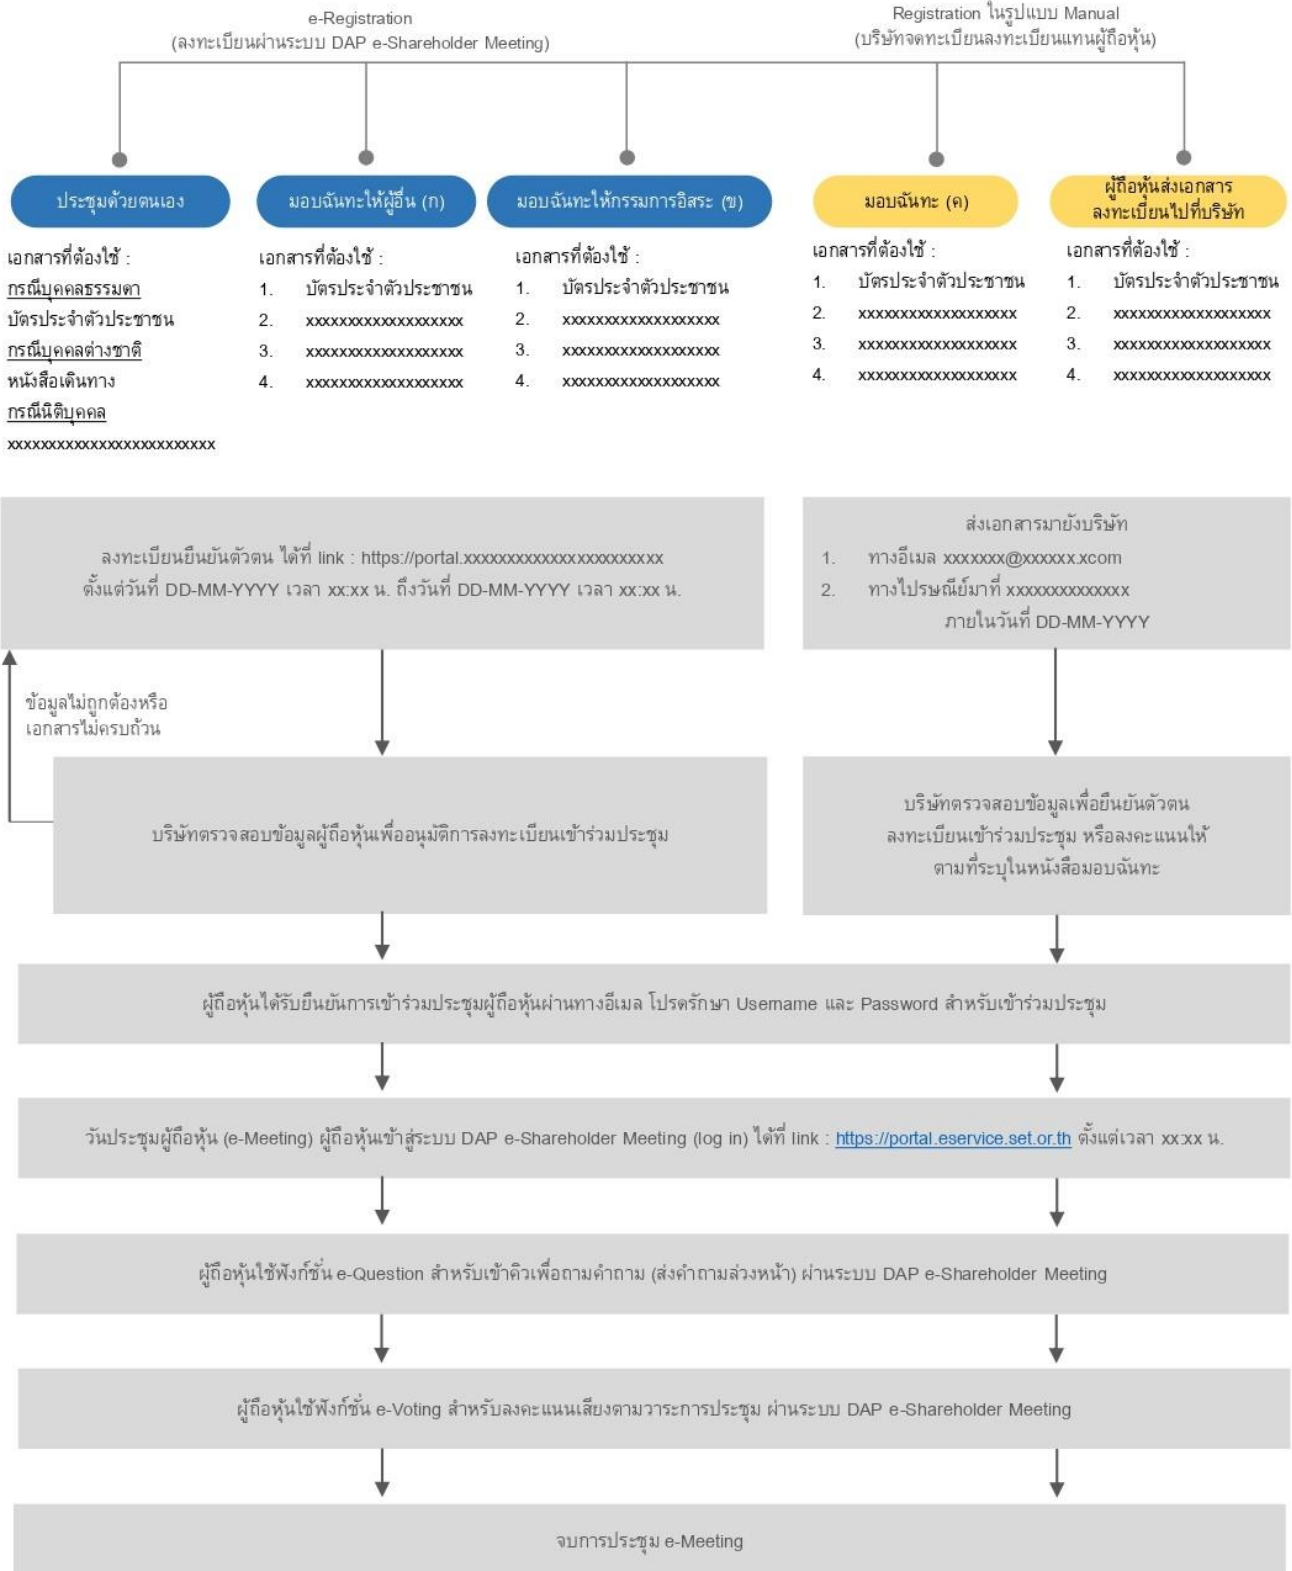 e-Registration
(ลงทะเบียนผ่านระบบ DAP e-Shareholder Meeting)
Registration ในรูปแบบ Manual
(บริษัทจดทะเบียนลงทะเบียนแทนผู้ถือหุ้น)
ประชุมด้วยตนเอง
มอบฉันทะให้ผู้อื่น (ก)
มอบฉันทะให้กรรมการอิสระ (ข)
มอบฉันทะ (ค)
ผู้ถือหุ้นส่งเอกสาร
ลงทะเบียนไปที่บริษัท
เอกสารที่ต้องใช้ :
กรณีบุคคลธรรมดา
บัตรประจำตัวประชาชน
กรณีบุคคลต่างชาติ
หนังสือเดินทาง
กรณีนิติบุคคล
xxxxxxxxxxxxxxxxxxxxxxxxx
เอกสารที่ต้องใช้ :
1. บัตรประจำตัวประชาชน
2. xxxxxxxxxxxxxxxxxxx
3. xxxxxxxxxxxxxxxxxxx
4. xxxxxxxxxxxxxxxxxxx
เอกสารที่ต้องใช้ :
1. บัตรประจำตัวประชาชน
2. xxxxxxxxxxxxxxxxxxx
3. xxxxxxxxxxxxxxxxxxx
4. xxxxxxxxxxxxxxxxxxx
เอกสารที่ต้องใช้ :
1. บัตรประจำตัวประชาชน
2. xxxxxxxxxxxxxxxxxxx
3. xxxxxxxxxxxxxxxxxxx
4. xxxxxxxxxxxxxxxxxxx
เอกสารที่ต้องใช้ :
1. บัตรประจำตัวประชาชน
2. xxxxxxxxxxxxxxxxxxx
3. xxxxxxxxxxxxxxxxxxx
4. xxxxxxxxxxxxxxxxxxx
ลงทะเบียนยืนยันตัวตน ได้ที่ link : https://portal.xxxxxxxxxxxxxxxxxxxxxxx
ตั้งแต่วันที่ DD-MM-YYYY เวลา xx:xx น. ถึงวันที่ DD-MM-YYYY เวลา xx:xx น.
ส่งเอกสารมายังบริษัท
1. ทางอีเมล xxxxxxx@xxxxxx.xcom
2. ทางไปรษณีย์มาที่ xxxxxxxxxxxxxx
ภายในวันที่ DD-MM-YYYY
ข้อมูลไม่ถูกต้องหรือ
เอกสารไม่ครบถ้วน
บริษัทตรวจสอบข้อมูลผู้ถือหุ้นเพื่ออนุมัติการลงทะเบียนเข้าร่วมประชุม
บริษัทตรวจสอบข้อมูลเพื่อยืนยันตัวตน
ลงทะเบียนเข้าร่วมประชุม หรือลงคะแนนให้
ตามที่ระบุในหนังสือมอบฉันทะ
ผู้ถือหุ้นได้รับยืนยันการเข้าร่วมประชุมผู้ถือหุ้นผ่านทางอีเมล โปรดรักษา Username และ Password สำหรับเข้าร่วมประชุม
วันประชุมผู้ถือหุ้น (e-Meeting) ผู้ถือหุ้นเข้าสู่ระบบ DAP e-Shareholder Meeting (log in) ได้ที่ link : https://portal.eservice.set.or.th ตั้งแต่เวลา xx:xx น.
ผู้ถือหุ้นใช้ฟังก์ชั่น e-Question สำหรับเข้าคิวเพื่อถามคำถาม (ส่งคำถามล่วงหน้า) ผ่านระบบ DAP e-Shareholder Meeting
ผู้ถือหุ้นใช้ฟังก์ชั่น e-Voting สำหรับลงคะแนนเสียงตามวาระการประชุม ผ่านระบบ DAP e-Shareholder Meeting
จบการประชุม e-Meeting